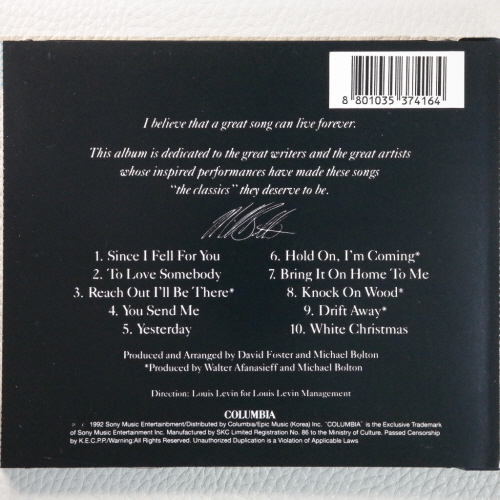 8 801035 374164
I believe that a great song can live forever.
This album is dedicated to the great writers and the great artists
whose inspired performances have made these songs
"the classics" they deserve to be.
1. Since I Fell For You
2. To Love Somebody
3. Reach Out I'll Be There*
4. You Send Me
5. Yesterday
6. Hold On, I'm Coming*
7. Bring It On Home To Me
8. Knock On Wood*
9. Drift Away*
10. White Christmas
Produced and Arranged by David Foster and Michael Bolton
*Produced by Walter Afanasieff and Michael Bolton
Direction: Louis Levin for Louis Levin Management
COLUMBIA
1992 Sony Music Entertainment/Distributed by Columbia/Epic Music (Korea) Inc. "COLUMBIA" is the Exclusive Trademark
of Sony Music Entertainment Inc. Manufactured by SKC Limited Registration No. 86 to the Ministry of Culture. Passed Censorship
by K.E.C.P.P./Warning:All Rights Reserved. Unauthorized Duplication is a Violation of Applicable Laws